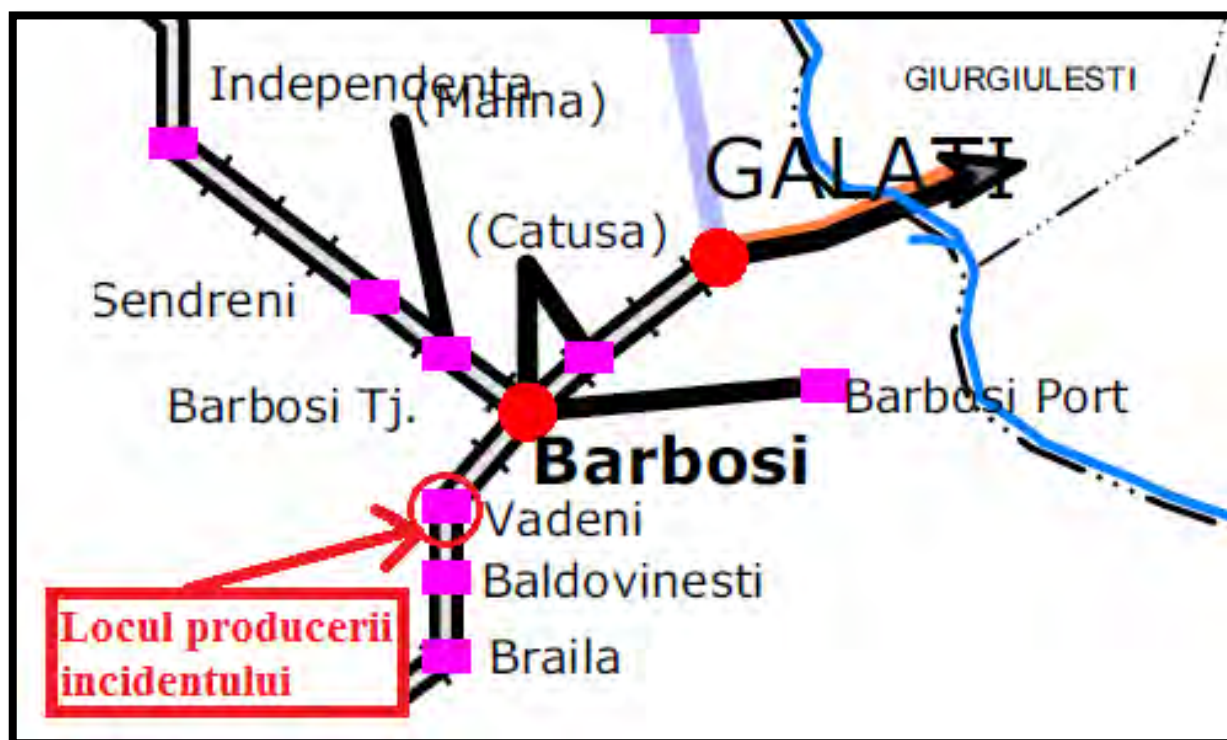 Independenta
(Malina)
GIURGIULESTI
GALATI
(Catusa)
Sendreni
Barbosi Tj.
Barbosi Port
Barbosi
Vadeni
Baldovinesti
Braila
Locul producerii
incidentului